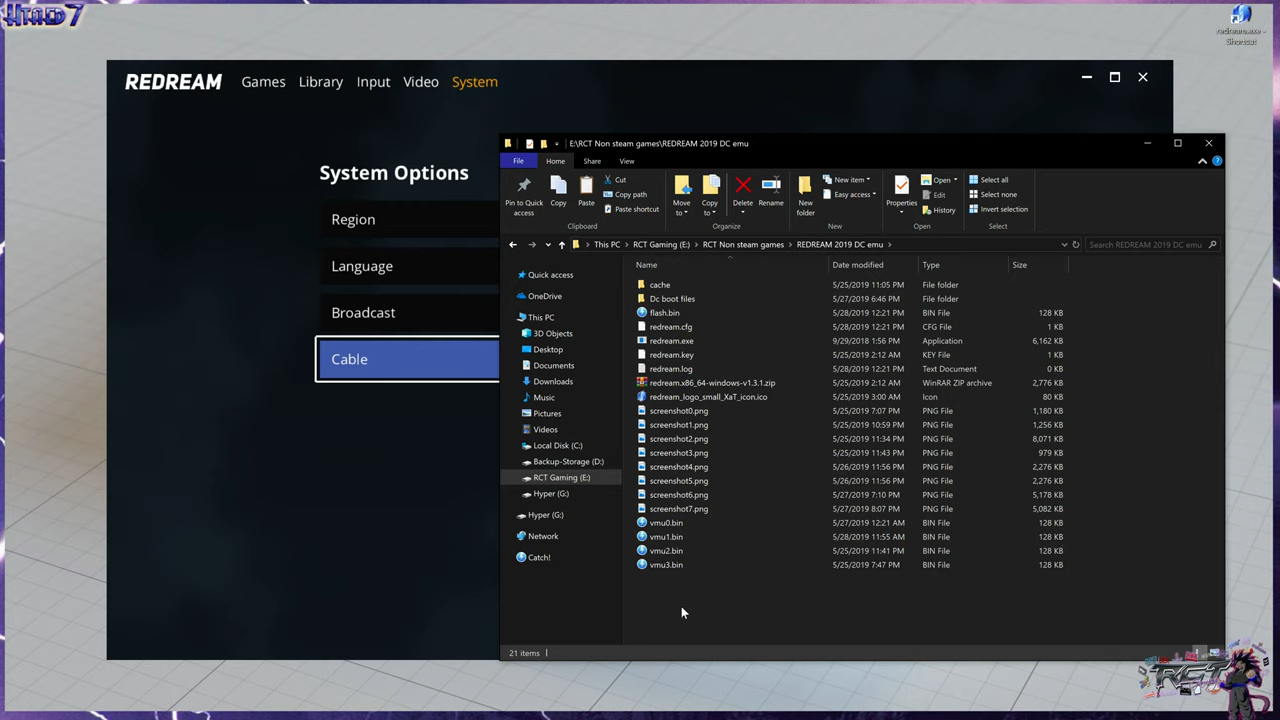 Htaed 7
redream.exe -
Shortcut
REDREAM Games Library Input Video System
System Options
Region
Language
Broadcast
Cable
E:\RCT Non steam games\REDREAM 2019 DC emu
File Home Share View
Pin to Quick access
Copy
Paste
Cut
Copy path
Paste shortcut
Clipboard
Move to
Copy to
Delete
Rename
Organize
New folder
New item
Easy access
New
Properties
Open
Edit
History
Open
Select all
Select none
Invert selection
Select
This PC RCT Gaming (E:) RCT Non steam games REDREAM 2019 DC emu
Search REDREAM 2019 DC emu
Quick access
OneDrive
This PC
3D Objects
Desktop
Documents
Downloads
Music
Pictures
Videos
Local Disk (C:)
Backup-Storage (D:)
RCT Gaming (E:)
Hyper (G:)
Hyper (G:)
Network
Catch!
Name Date modified Type Size
cache 5/25/2019 11:05 PM File folder
Dc boot files 5/27/2019 6:46 PM File folder
flash.bin 5/28/2019 12:21 PM BIN File 128 KB
redream.cfg 5/28/2019 12:21 PM CFG File 1 KB
redream.exe 9/29/2018 1:56 PM Application 6,162 KB
redream.key 5/25/2019 2:12 AM KEY File 1 KB
redream.log 5/28/2019 12:21 PM Text Document 0 KB
redream.x86_64-windows-v1.3.1.zip 5/25/2019 2:12 AM WinRAR ZIP archive 2,776 KB
redream_logo_small_XaT_icon.ico 5/25/2019 3:00 AM Icon 80 KB
screenshot0.png 5/25/2019 7:07 PM PNG File 1,180 KB
screenshot1.png 5/25/2019 10:59 PM PNG File 1,256 KB
screenshot2.png 5/25/2019 11:34 PM PNG File 8,071 KB
screenshot3.png 5/25/2019 11:43 PM PNG File 979 KB
screenshot4.png 5/26/2019 11:56 PM PNG File 2,276 KB
screenshot5.png 5/26/2019 11:56 PM PNG File 2,276 KB
screenshot6.png 5/27/2019 7:10 PM PNG File 5,178 KB
screenshot7.png 5/27/2019 8:07 PM PNG File 5,082 KB
vmu0.bin 5/27/2019 12:21 AM BIN File 128 KB
vmu1.bin 5/28/2019 11:55 AM BIN File 128 KB
vmu2.bin 5/25/2019 11:41 PM BIN File 128 KB
vmu3.bin 5/25/2019 7:47 PM BIN File 128 KB
21 items
RCT